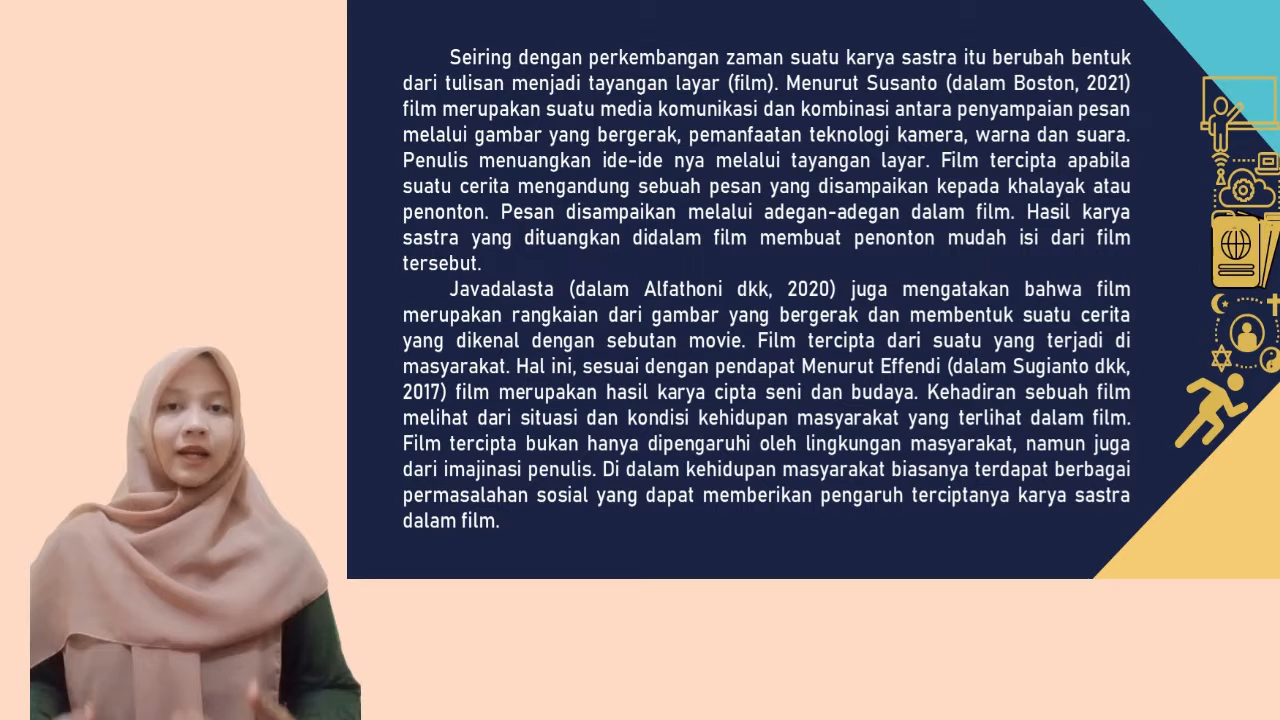 Seiring dengan perkembangan zaman suatu karya sastra itu berubah bentuk
dari tulisan menjadi tayangan layar (film). Menurut Susanto (dalam Boston, 2021)
film merupakan suatu media komunikasi dan kombinasi antara penyampaian pesan
melalui gambar yang bergerak, pemanfaatan teknologi kamera, warna dan suara.
Penulis menuangkan ide-ide nya melalui tayangan layar. Film tercipta apabila
suatu cerita mengandung sebuah pesan yang disampaikan kepada khalayak atau
penonton. Pesan disampaikan melalui adegan-adegan dalam film. Hasil karya
sastra yang dituangkan didalam film membuat penonton mudah isi dari film
tersebut.
Javadalasta (dalam Alfathoni dkk, 2020) juga mengatakan bahwa film
merupakan rangkaian dari gambar yang bergerak dan membentuk suatu cerita
yang dikenal dengan sebutan movie. Film tercipta dari suatu yang terjadi di
masyarakat. Hal ini, sesuai dengan pendapat Menurut Effendi (dalam Sugianto dkk,
2017) film merupakan hasil karya cipta seni dan budaya. Kehadiran sebuah film
melihat dari situasi dan kondisi kehidupan masyarakat yang terlihat dalam film.
Film tercipta bukan hanya dipengaruhi oleh lingkungan masyarakat, namun juga
dari imajinasi penulis. Di dalam kehidupan masyarakat biasanya terdapat berbagai
permasalahan sosial yang dapat memberikan pengaruh terciptanya karya sastra
dalam film.